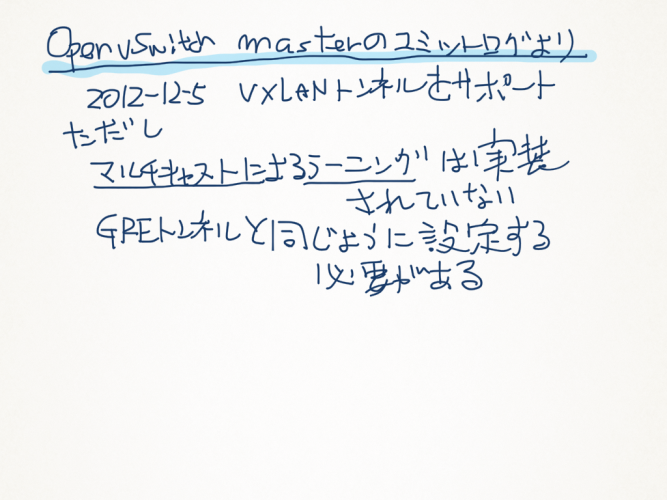 Open vSwitch masterのコミットログより
2012-12-5 VXLANトンネルをサポート
ただし
マルチキャストによるラーニングは実装
されていない
GREトンネルと同じように設定する
必要がある